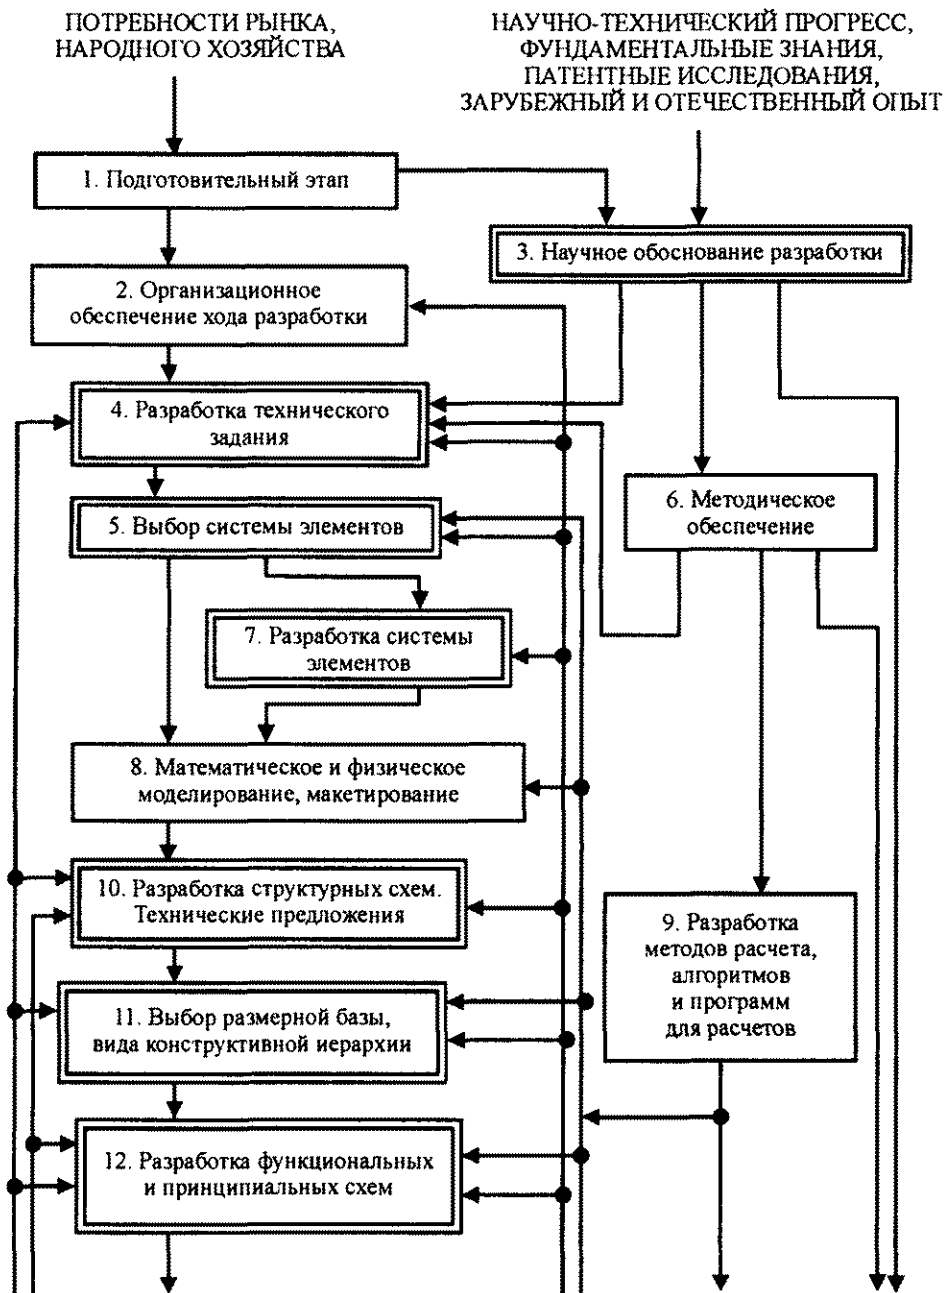 ПОТРЕБНОСТИ РЫНКА,
НАРОДНОГО ХОЗЯЙСТВА
НАУЧНО-ТЕХНИЧЕСКИЙ ПРОГРЕСС,
ФУНДАМЕНТАЛЬНЫЕ ЗНАНИЯ,
ПАТЕНТНЫЕ ИССЛЕДОВАНИЯ,
ЗАРУБЕЖНЫЙ И ОТЕЧЕСТВЕННЫЙ ОПЫТ
1. Подготовительный этап
3. Научное обоснование разработки
2. Организационное
обеспечение хода разработки
4. Разработка технического
задания
5. Выбор системы элементов
6. Методическое
обеспечение
7. Разработка системы
элементов
8. Математическое и физическое
моделирование, макетирование
10. Разработка структурных схем.
Технические предложения
9. Разработка
методов расчета,
алгоритмов
и программ
для расчетов
11. Выбор размерной базы,
вида конструктивной иерархии
12. Разработка функциональных
и принципиальных схем